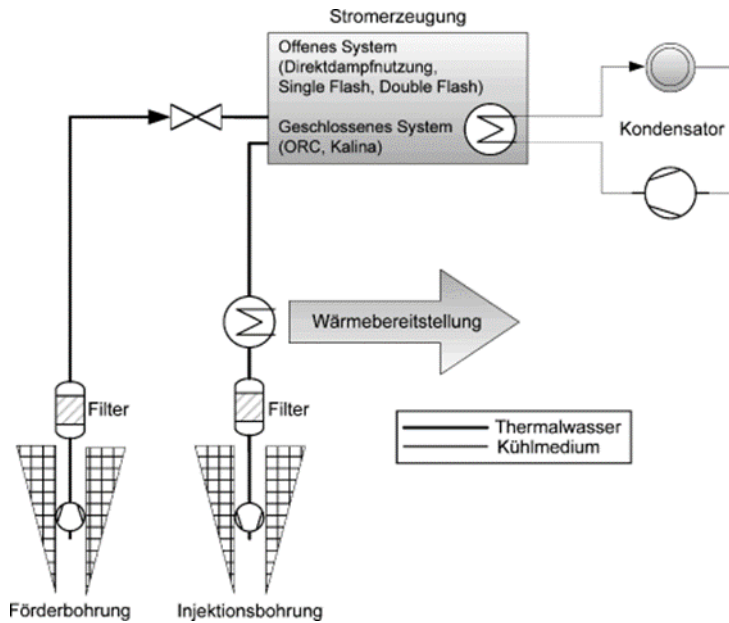 Stromerzeugung
Offenes System
(Direktdampfnutzung,
Single Flash, Double Flash)
Geschlossenes System
(ORC, Kalina)
Kondensator
Wärmebereitstellung
Filter
Filter
Thermalwasser
Kühlmedium
Förderbohrung
Injektionsbohrung